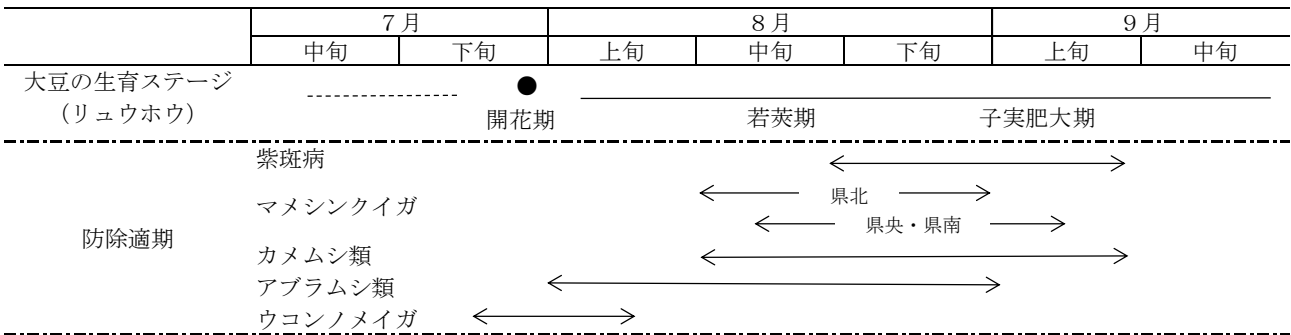 ７月 ８月 ９月
中旬 下旬 上旬 中旬 下旬 上旬 中旬
大豆の生育ステージ
（リュウホウ）
開花期 若莢期 子実肥大期
防除適期
紫斑病
マメシンクイガ
県北
県央・県南
カメムシ類
アブラムシ類
ウコンノメイガ